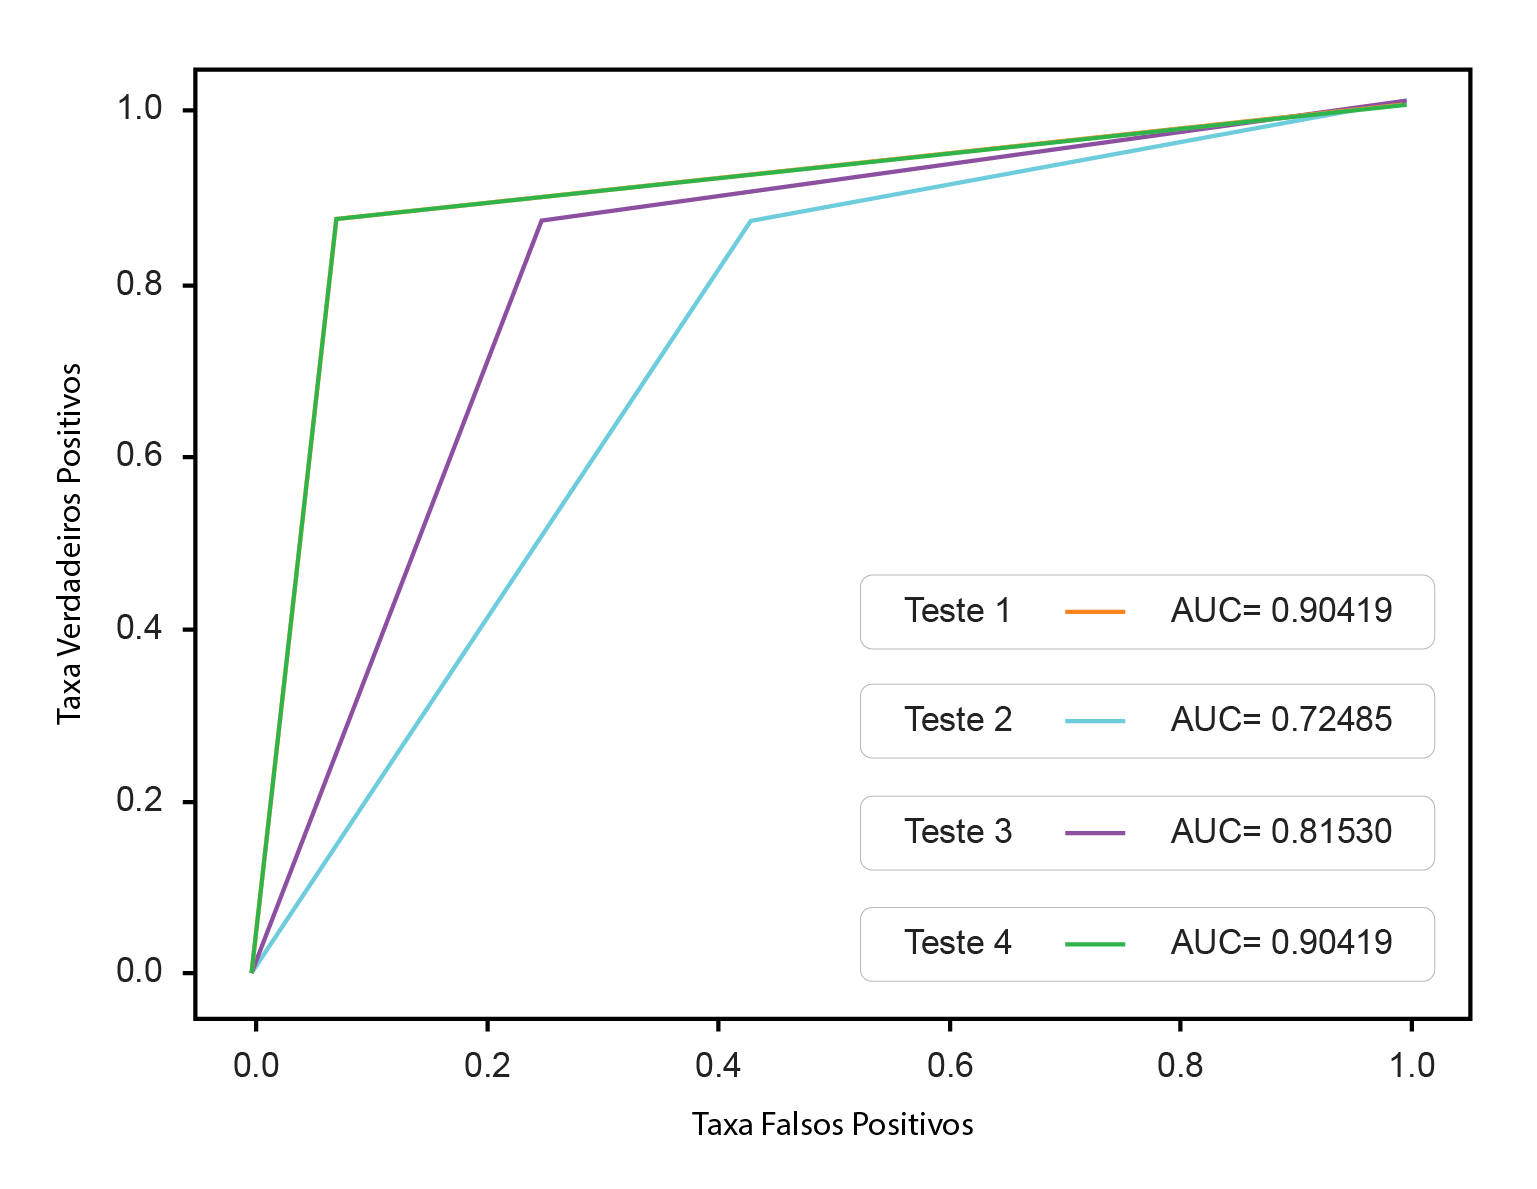 1.0
0.8
0.6
0.4
0.2
0.0
Taxa Verdadeiros Positivos
Teste 1 AUC= 0.90419
Teste 2 AUC= 0.72485
Teste 3 AUC= 0.81530
Teste 4 AUC= 0.90419
0.0 0.2 0.4 0.6 0.8 1.0
Taxa Falsos Positivos